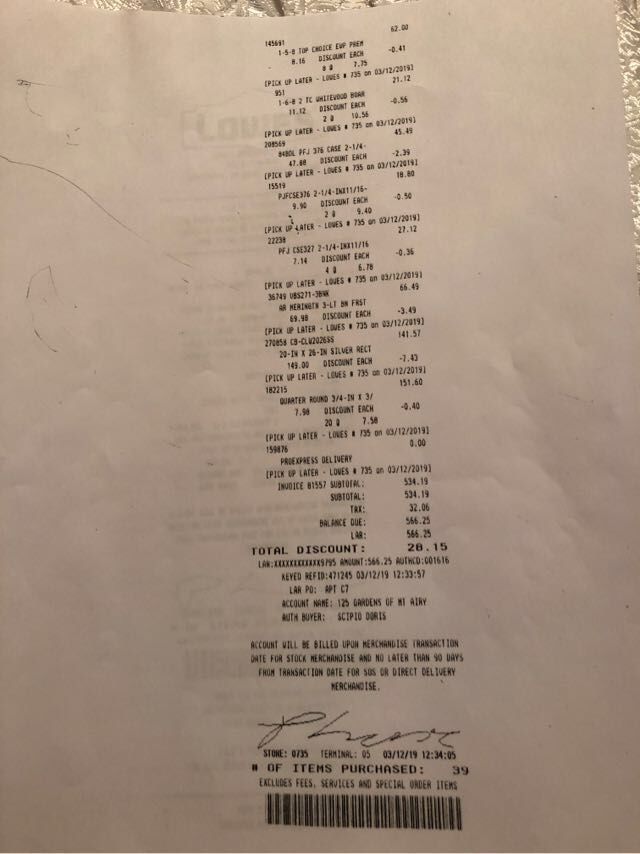 62.00
145691
1-5-8 TOP CHOICE EWP PREM
8.16 DISCOUNT EACH -0.41
8 @ 7.75
[PICK UP LATER - LOWES # 735 on 03/12/2019]
951 21.12
1-6-8 2 TC WHITEWOOD BOAR
11.12 DISCOUNT EACH -0.56
2 @ 10.56
[PICK UP LATER - LOWES # 735 on 03/12/2019]
208569 45.49
PFJ 376 CASE 2-1/4-
47.88 DISCOUNT EACH -2.39
[PICK UP LATER - LOWES # 735 on 03/12/2019]
15519 18.80
PJFCSE376 2-1/4-INX11/16-
9.90 DISCOUNT EACH -0.50
2 @ 9.40
[PICK UP LATER - LOWES # 735 on 03/12/2019]
22238 27.12
PFJ CSE327 2-1/4-INX11/16
7.14 DISCOUNT EACH -0.36
4 @ 6.78
[PICK UP LATER - LOWES # 735 on 03/12/2019]
36749 VBS271-3BNK 66.49
AR MERINGTN 3-LT BN FRST
69.98 DISCOUNT EACH -3.49
[PICK UP LATER - LOWES # 735 on 03/12/2019]
270858 CB-CLW2026SS 141.57
20-IN X 26-IN SILVER RECT
149.00 DISCOUNT EACH -7.43
[PICK UP LATER - LOWES # 735 on 03/12/2019]
182215 151.60
QUARTER ROUND 3/4-IN X 3/
7.98 DISCOUNT EACH -0.40
20 @ 7.58
[PICK UP LATER - LOWES # 735 on 03/12/2019]
159876 0.00
PROEXPRESS DELIVERY
[PICK UP LATER - LOWES # 735 on 03/12/2019]
INVOICE 81557 SUBTOTAL: 534.19
SUBTOTAL: 534.19
TAX: 32.06
BALANCE DUE: 566.25
LAR: 566.25
TOTAL DISCOUNT: 28.15
LAR:XXXXXXXXXXXX9795 AMOUNT:566.25 AUTHCD:001616
KEYED REFID:471245 03/12/19 12:33:57
LAR PO: APT C7
ACCOUNT NAME: 125 GARDENS OF MT AIRY
AUTH BUYER: SCIPIO DORIS
ACCOUNT WILL BE BILLED UPON MERCHANDISE TRANSACTION
DATE FOR STOCK MERCHANDISE AND NO LATER THAN 90 DAYS
FROM TRANSACTION DATE FOR SOS OR DIRECT DELIVERY
MERCHANDISE.
STORE: 0735 TERMINAL: 05 03/12/19 12:34:05
# OF ITEMS PURCHASED: 39
EXCLUDES FEES, SERVICES AND SPECIAL ORDER ITEMS